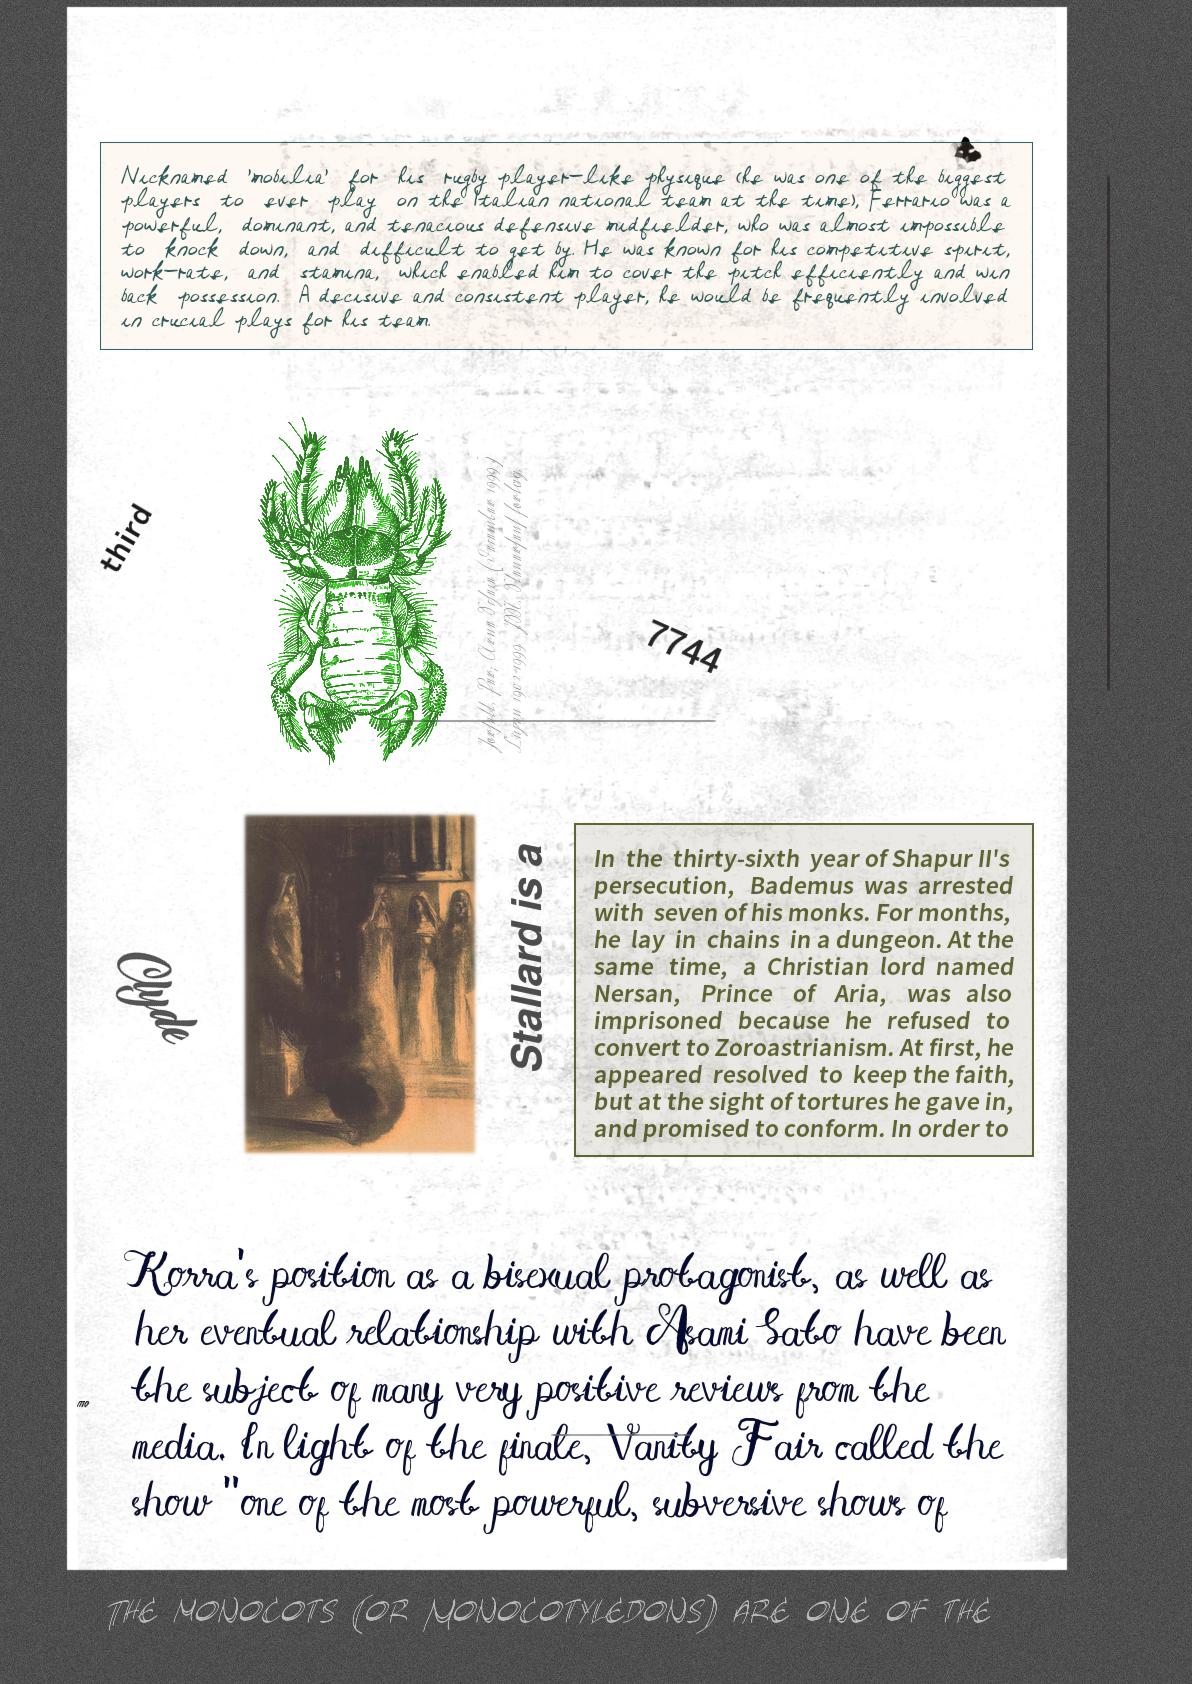 Nicknamed 'mobilia' for his rugby player-like physique (he was one of the biggest
players to ever play on the Italian national team at the time), Ferrario was a
powerful, dominant, and tenacious defensive midfielder, who was almost impossible
to knock down, and difficult to get by. He was known for his competitive spirit,
work-rate, and stamina, which enabled him to cover the pitch efficiently and win
back possession. A decisive and consistent player, he would be frequently involved
in crucial plays for his team.
third
7744
Clyde
Stallard is a
In the thirty-sixth year of Shapur II's
persecution, Bademus was arrested
with seven of his monks. For months,
he lay in chains in a dungeon. At the
same time, a Christian lord named
Nersan, Prince of Aria, was also
imprisoned because he refused to
convert to Zoroastrianism. At first, he
appeared resolved to keep the faith,
but at the sight of tortures he gave in,
and promised to conform. In order to
Korra's position as a bisexual protagonist, as well as
her eventual relationship with Asami Sato have been
the subject of many very positive reviews from the
media. In light of the finale, Vanity Fair called the
show "one of the most powerful, subversive shows of
mo
THE MONOCOTS (OR MONOCOTYLEDONS) ARE ONE OF THE